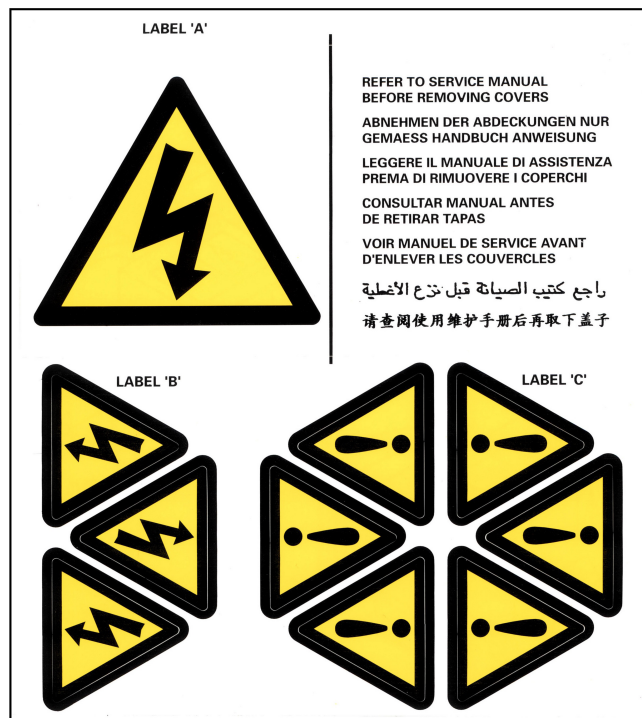 LABEL 'A'
REFER TO SERVICE MANUAL
BEFORE REMOVING COVERS
ABNEHMEN DER ABDECKUNGEN NUR
GEMAESS HANDBUCH ANWEISUNG
LEGGERE IL MANUALE DI ASSISTENZA
PREMA DI RIMUOVERE I COPERCHI
CONSULTAR MANUAL ANTES
DE RETIRAR TAPAS
VOIR MANUEL DE SERVICE AVANT
D'ENLEVER LES COUVERCLES
راجع كتيب الصيانة قبل نزع الأغطية
请查阅使用维护手册后再取下盖子
LABEL 'B'
LABEL 'C'